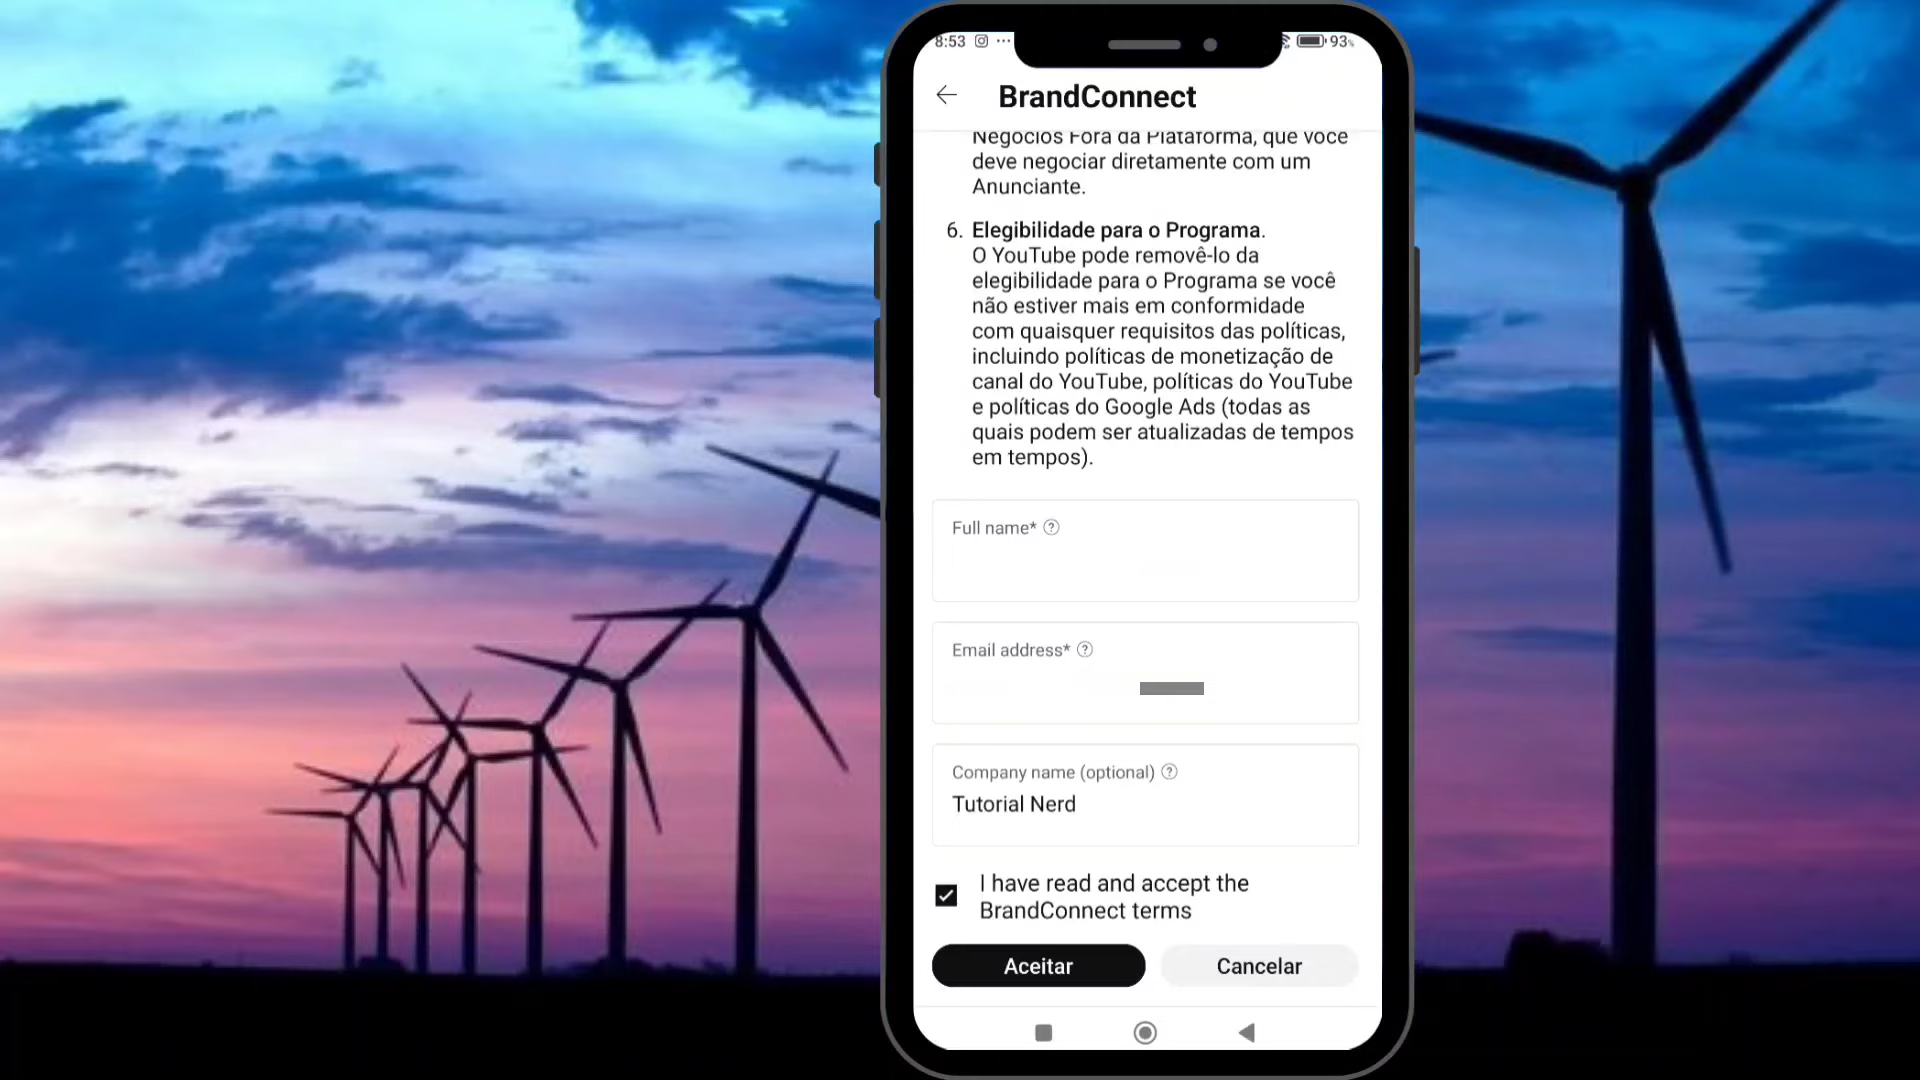 8:53
93%
BrandConnect
Negócios Fora da Plataforma, que você
deve negociar diretamente com um
Anunciante.
6. Elegibilidade para o Programa.
O YouTube pode removê-lo da
elegibilidade para o Programa se você
não estiver mais em conformidade
com quaisquer requisitos das políticas,
incluindo políticas de monetização de
canal do YouTube, políticas do YouTube
e políticas do Google Ads (todas as
quais podem ser atualizadas de tempos
em tempos).
Full name*
Email address*
Company name (optional)
Tutorial Nerd
I have read and accept the
BrandConnect terms
Aceitar
Cancelar